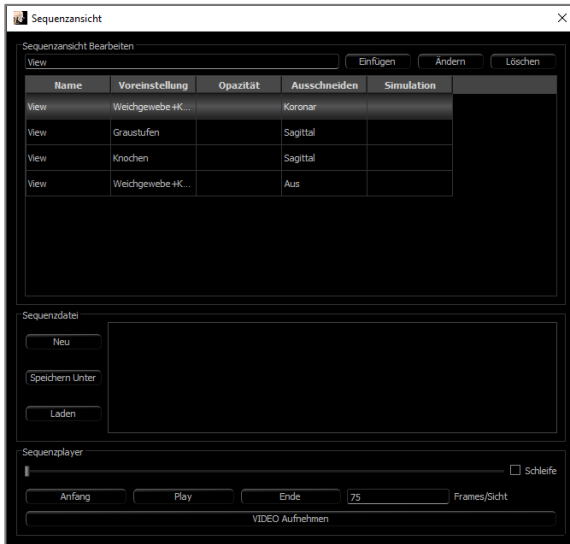 Sequenzansicht
Sequenzansicht Bearbeiten
View Einfügen Ändern Löschen
Name Voreinstellung Opazität Ausschneiden Simulation
View Weichgewebe+K... Koronar
View Graustufen Sagittal
View Knochen Sagittal
View Weichgewebe+K... Aus
Sequenzdatei
Neu
Speichern Unter
Laden
Sequenzplayer
Schleife
Anfang Play Ende 75 Frames/Sicht
VIDEO Aufnehmen